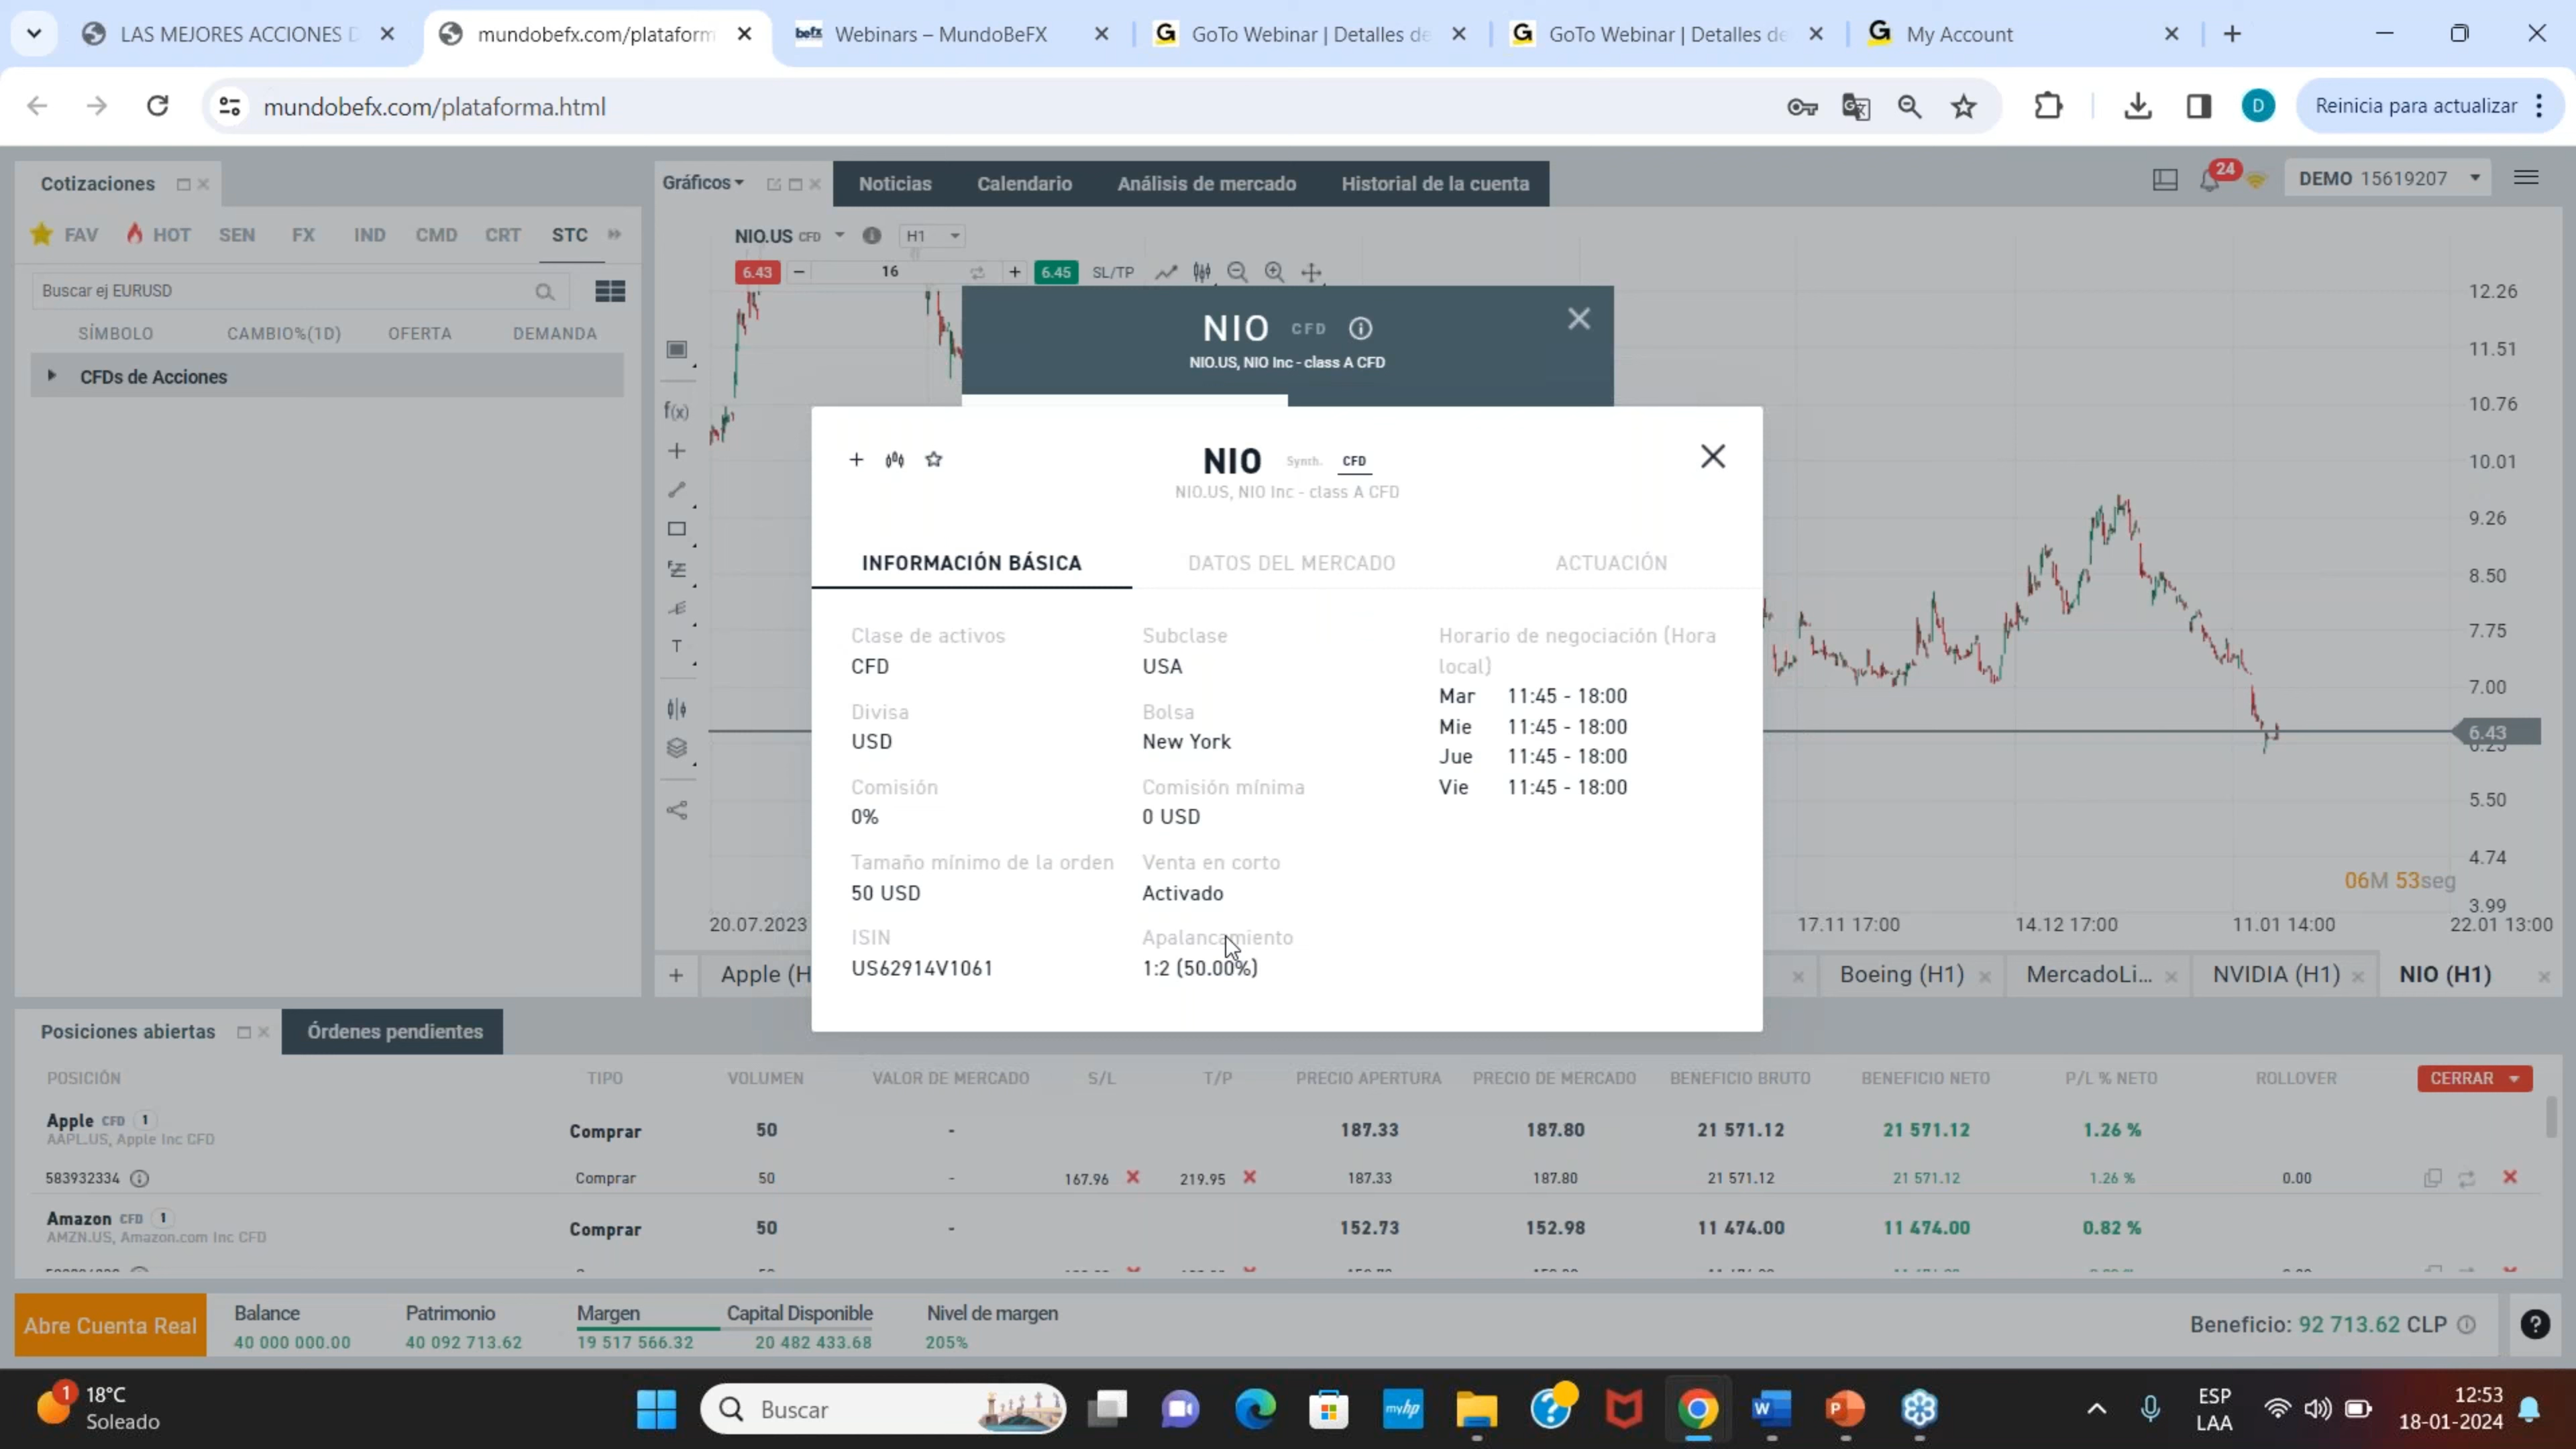 LAS MEJORES ACCIONES D
mundobefx.com/plataform
befx Webinars – MundoBeFX
GoTo Webinar | Detalles de
GoTo Webinar | Detalles de
My Account
mundobefx.com/plataforma.html
D
Reinicia para actualizar
Cotizaciones
Gráficos
Noticias
Calendario
Análisis de mercado
Historial de la cuenta
24
DEMO 15619207
FAV HOT SEN FX IND CMD CRT STC
NIO.US CFD H1
Buscar ej EURUSD
6.43 16 6.45 SL/TP
SÍMBOLO CAMBIO%(1D) OFERTA DEMANDA
CFDs de Acciones
NIO CFD
NIO.US, NIO Inc - class A CFD
f(x)
T
NIO Synth. CFD
NIO.US, NIO Inc - class A CFD
INFORMACIÓN BÁSICA
DATOS DEL MERCADO
ACTUACIÓN
Clase de activos
CFD
Divisa
USD
Comisión
0%
Tamaño mínimo de la orden
50 USD
ISIN
US62914V1061
Subclase
USA
Bolsa
New York
Comisión mínima
0 USD
Venta en corto
Activado
Apalancamiento
1:2 (50.00%)
Horario de negociación (Hora
local)
Mar 11:45 - 18:00
Mie 11:45 - 18:00
Jue 11:45 - 18:00
Vie 11:45 - 18:00
12.26
11.51
10.76
10.01
9.26
8.50
7.75
7.00
6.43
6.25
5.50
4.74
3.99
06M 53seg
20.07.2023
17.11 17:00
14.12 17:00
11.01 14:00
22.01 13:00
Apple (H
Boeing (H1)
MercadoLi...
NVIDIA (H1)
NIO (H1)
Posiciones abiertas
Órdenes pendientes
POSICIÓN TIPO VOLUMEN VALOR DE MERCADO S/L T/P PRECIO APERTURA PRECIO DE MERCADO BENEFICIO BRUTO BENEFICIO NETO P/L % NETO ROLLOVER CERRAR
Apple CFD 1 Comprar 50 - 187.33 187.80 21 571.12 21 571.12 1.26 %
AAPL.US, Apple Inc CFD
583932334 Comprar 50 - 167.96 219.95 187.33 187.80 21 571.12 21 571.12 1.26 % 0.00
Amazon CFD 1 Comprar 50 - 152.73 152.98 11 474.00 11 474.00 0.82 %
AMZN.US, Amazon.com Inc CFD
Abre Cuenta Real
Balance
40 000 000.00
Patrimonio
40 092 713.62
Margen
19 517 566.32
Capital Disponible
20 482 433.68
Nivel de margen
205%
Beneficio: 92 713.62 CLP
1
18°C
Soleado
Buscar
myhp
W
P
ESP
LAA
12:53
18-01-2024